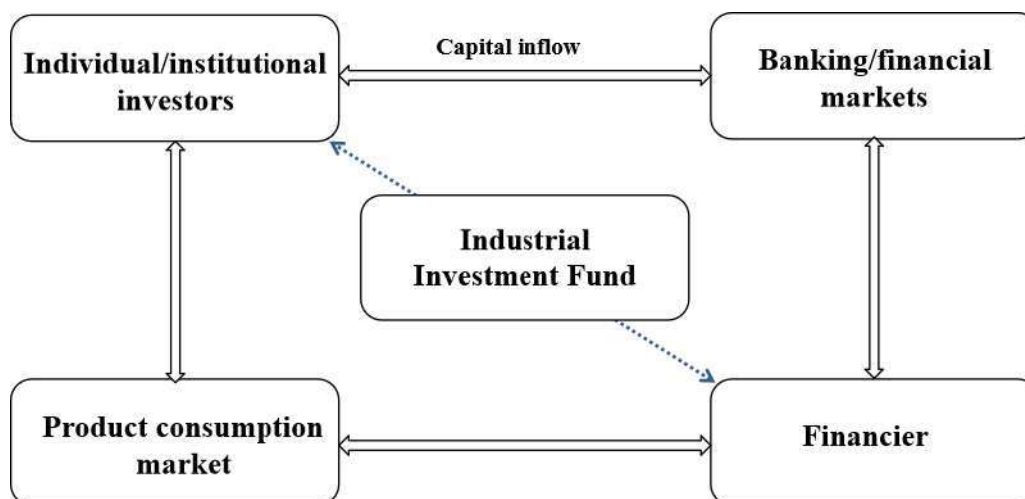 Individual/institutional
investors
Capital inflow
Banking/financial
markets
Industrial
Investment Fund
Product consumption
market
Financier